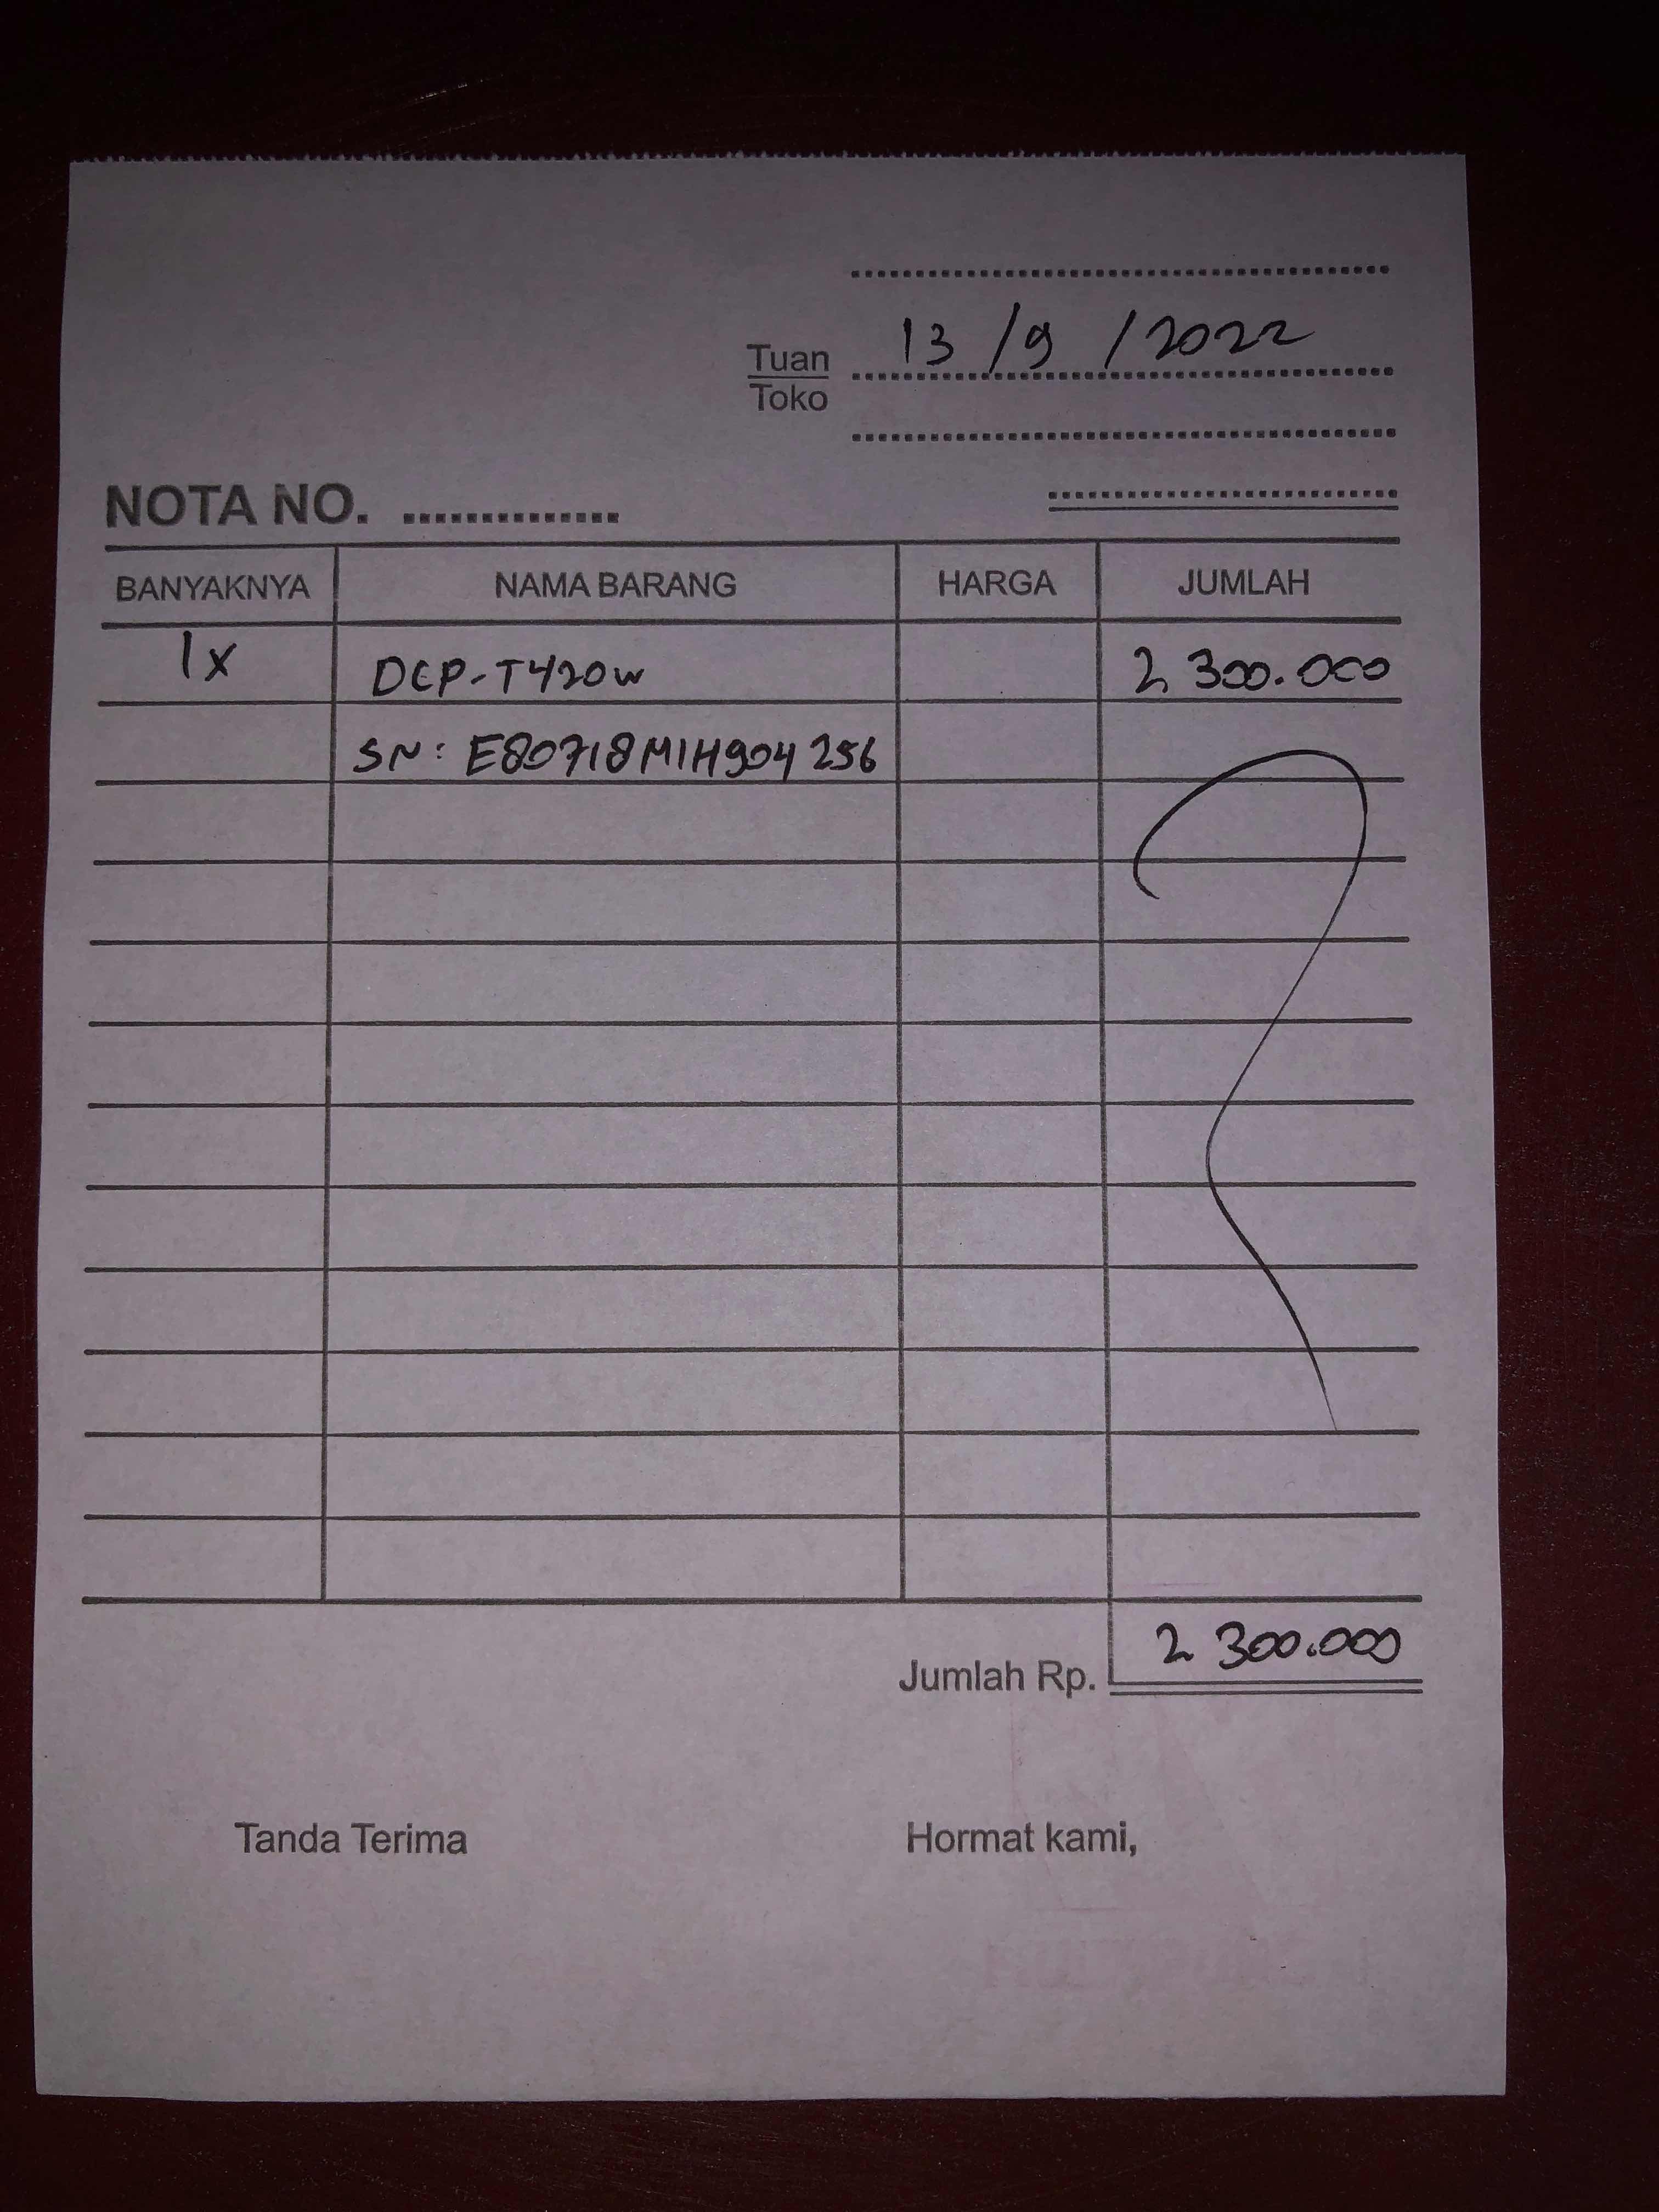 13/9/2022
Tuan
Toko
NOTA NO. ...............
BANYAKNYA NAMA BARANG HARGA JUMLAH
1x DCP-T420W 2 300.000
SN: E80718M1H904256
Jumlah Rp. 2 300.000
Tanda Terima Hormat kami,